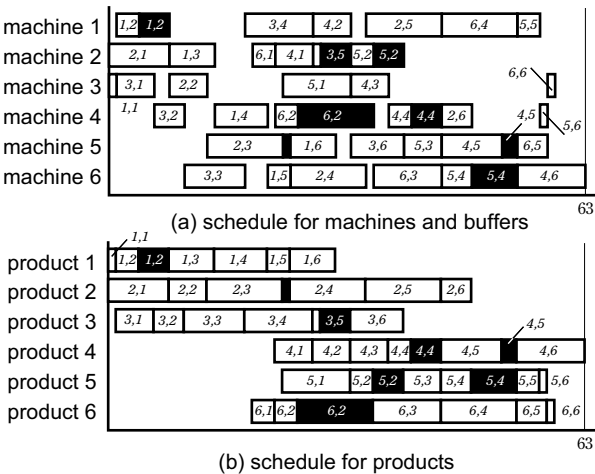 machine 1 1,2 1,2 3,4 4,2 2,5 6,4 5,5
machine 2 2,1 1,3 6,1 4,1 3,5 5,2 5,2
machine 3 3,1 2,2 5,1 4,3 6,6
machine 4 1,1 3,2 1,4 6,2 6,2 4,4 4,4 2,6 4,5 5,6
machine 5 2,3 1,6 3,6 5,3 4,5 6,5
machine 6 3,3 1,5 2,4 6,3 5,4 5,4 4,6
63
(a) schedule for machines and buffers
1,1
product 1 1,2 1,2 1,3 1,4 1,5 1,6
product 2 2,1 2,2 2,3 2,4 2,5 2,6
product 3 3,1 3,2 3,3 3,4 3,5 3,6 4,5
product 4 4,1 4,2 4,3 4,4 4,4 4,5 4,6
product 5 5,1 5,2 5,2 5,3 5,4 5,4 5,5 5,6
product 6 6,1 6,2 6,2 6,3 6,4 6,5 6,6
63
(b) schedule for products